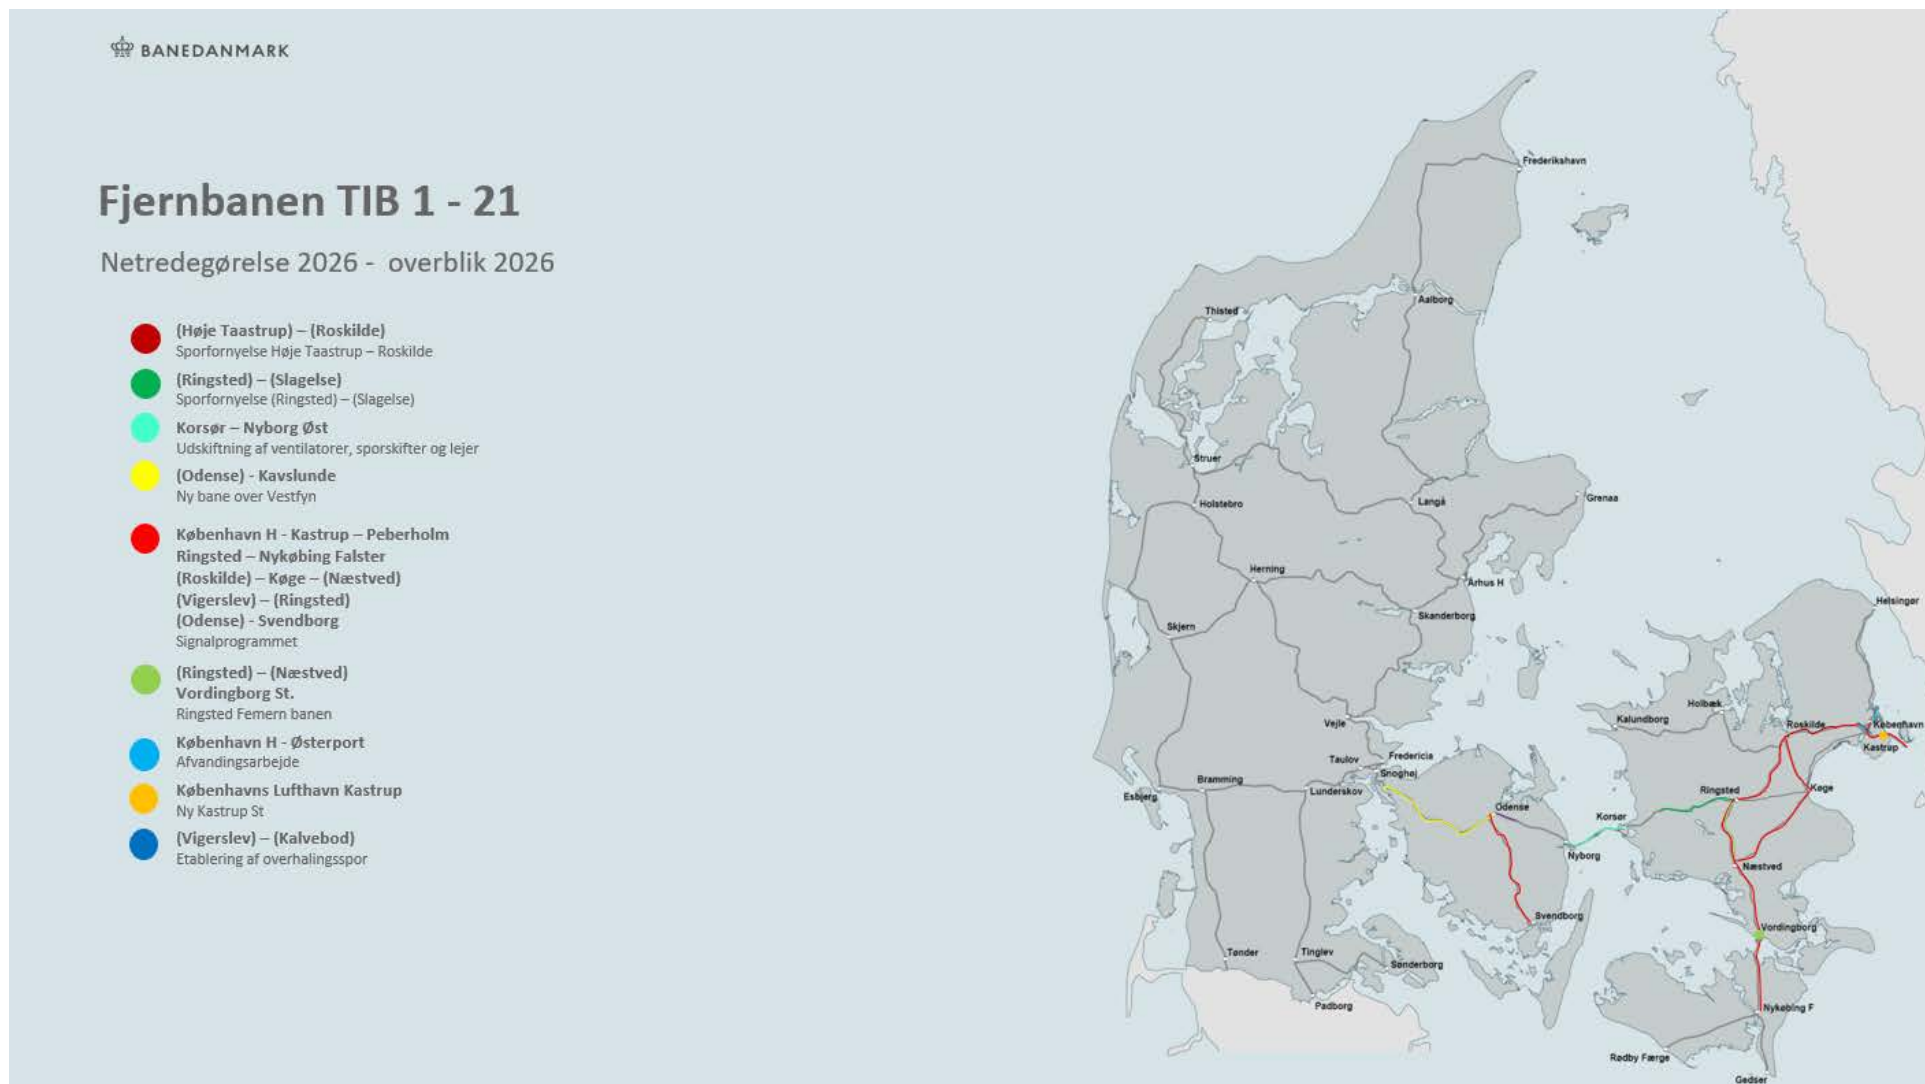 BANEDANMARK
Fjernbanen TIB 1 - 21
Netredegørelse 2026 - overblik 2026
(Høje Taastrup) – (Roskilde)
Sporfornyelse Høje Taastrup – Roskilde
(Ringsted) – (Slagelse)
Sporfornyelse (Ringsted) – (Slagelse)
Korsør – Nyborg Øst
Udskiftning af ventilatorer, sporskifter og lejer
(Odense) - Kavslunde
Ny bane over Vestfyn
København H - Kastrup – Peberholm
Ringsted – Nykøbing Falster
(Roskilde) – Køge – (Næstved)
(Vigerslev) – (Ringsted)
(Odense) - Svendborg
Signalprogrammet
(Ringsted) – (Næstved)
Vordingborg St.
Ringsted Femern banen
København H - Østerport
Afvandingsarbejde
Københavns Lufthavn Kastrup
Ny Kastrup St
(Vigerslev) – (Kalvebod)
Etablering af overhalingsspor
Frederikshavn
Aalborg
Thisted
Struer
Holstebro
Langå
Grenaa
Herning
Århus H
Skanderborg
Skjern
Helsingør
Vejle
Holbæk
Kalundborg
Roskilde
København
Kastrup
Taulov
Fredericia
Snoghøj
Bramming
Lunderskov
Esbjerg
Odense
Ringsted
Køge
Korsør
Nyborg
Næstved
Svendborg
Vordingborg
Tønder
Tinglev
Sønderborg
Padborg
Nykøbing F
Rødby Færge
Gedser